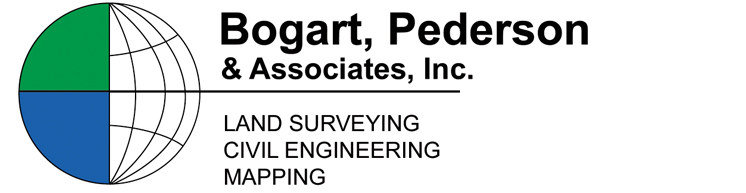 Bogart, Pederson
& Associates, Inc.
LAND SURVEYING
CIVIL ENGINEERING
MAPPING